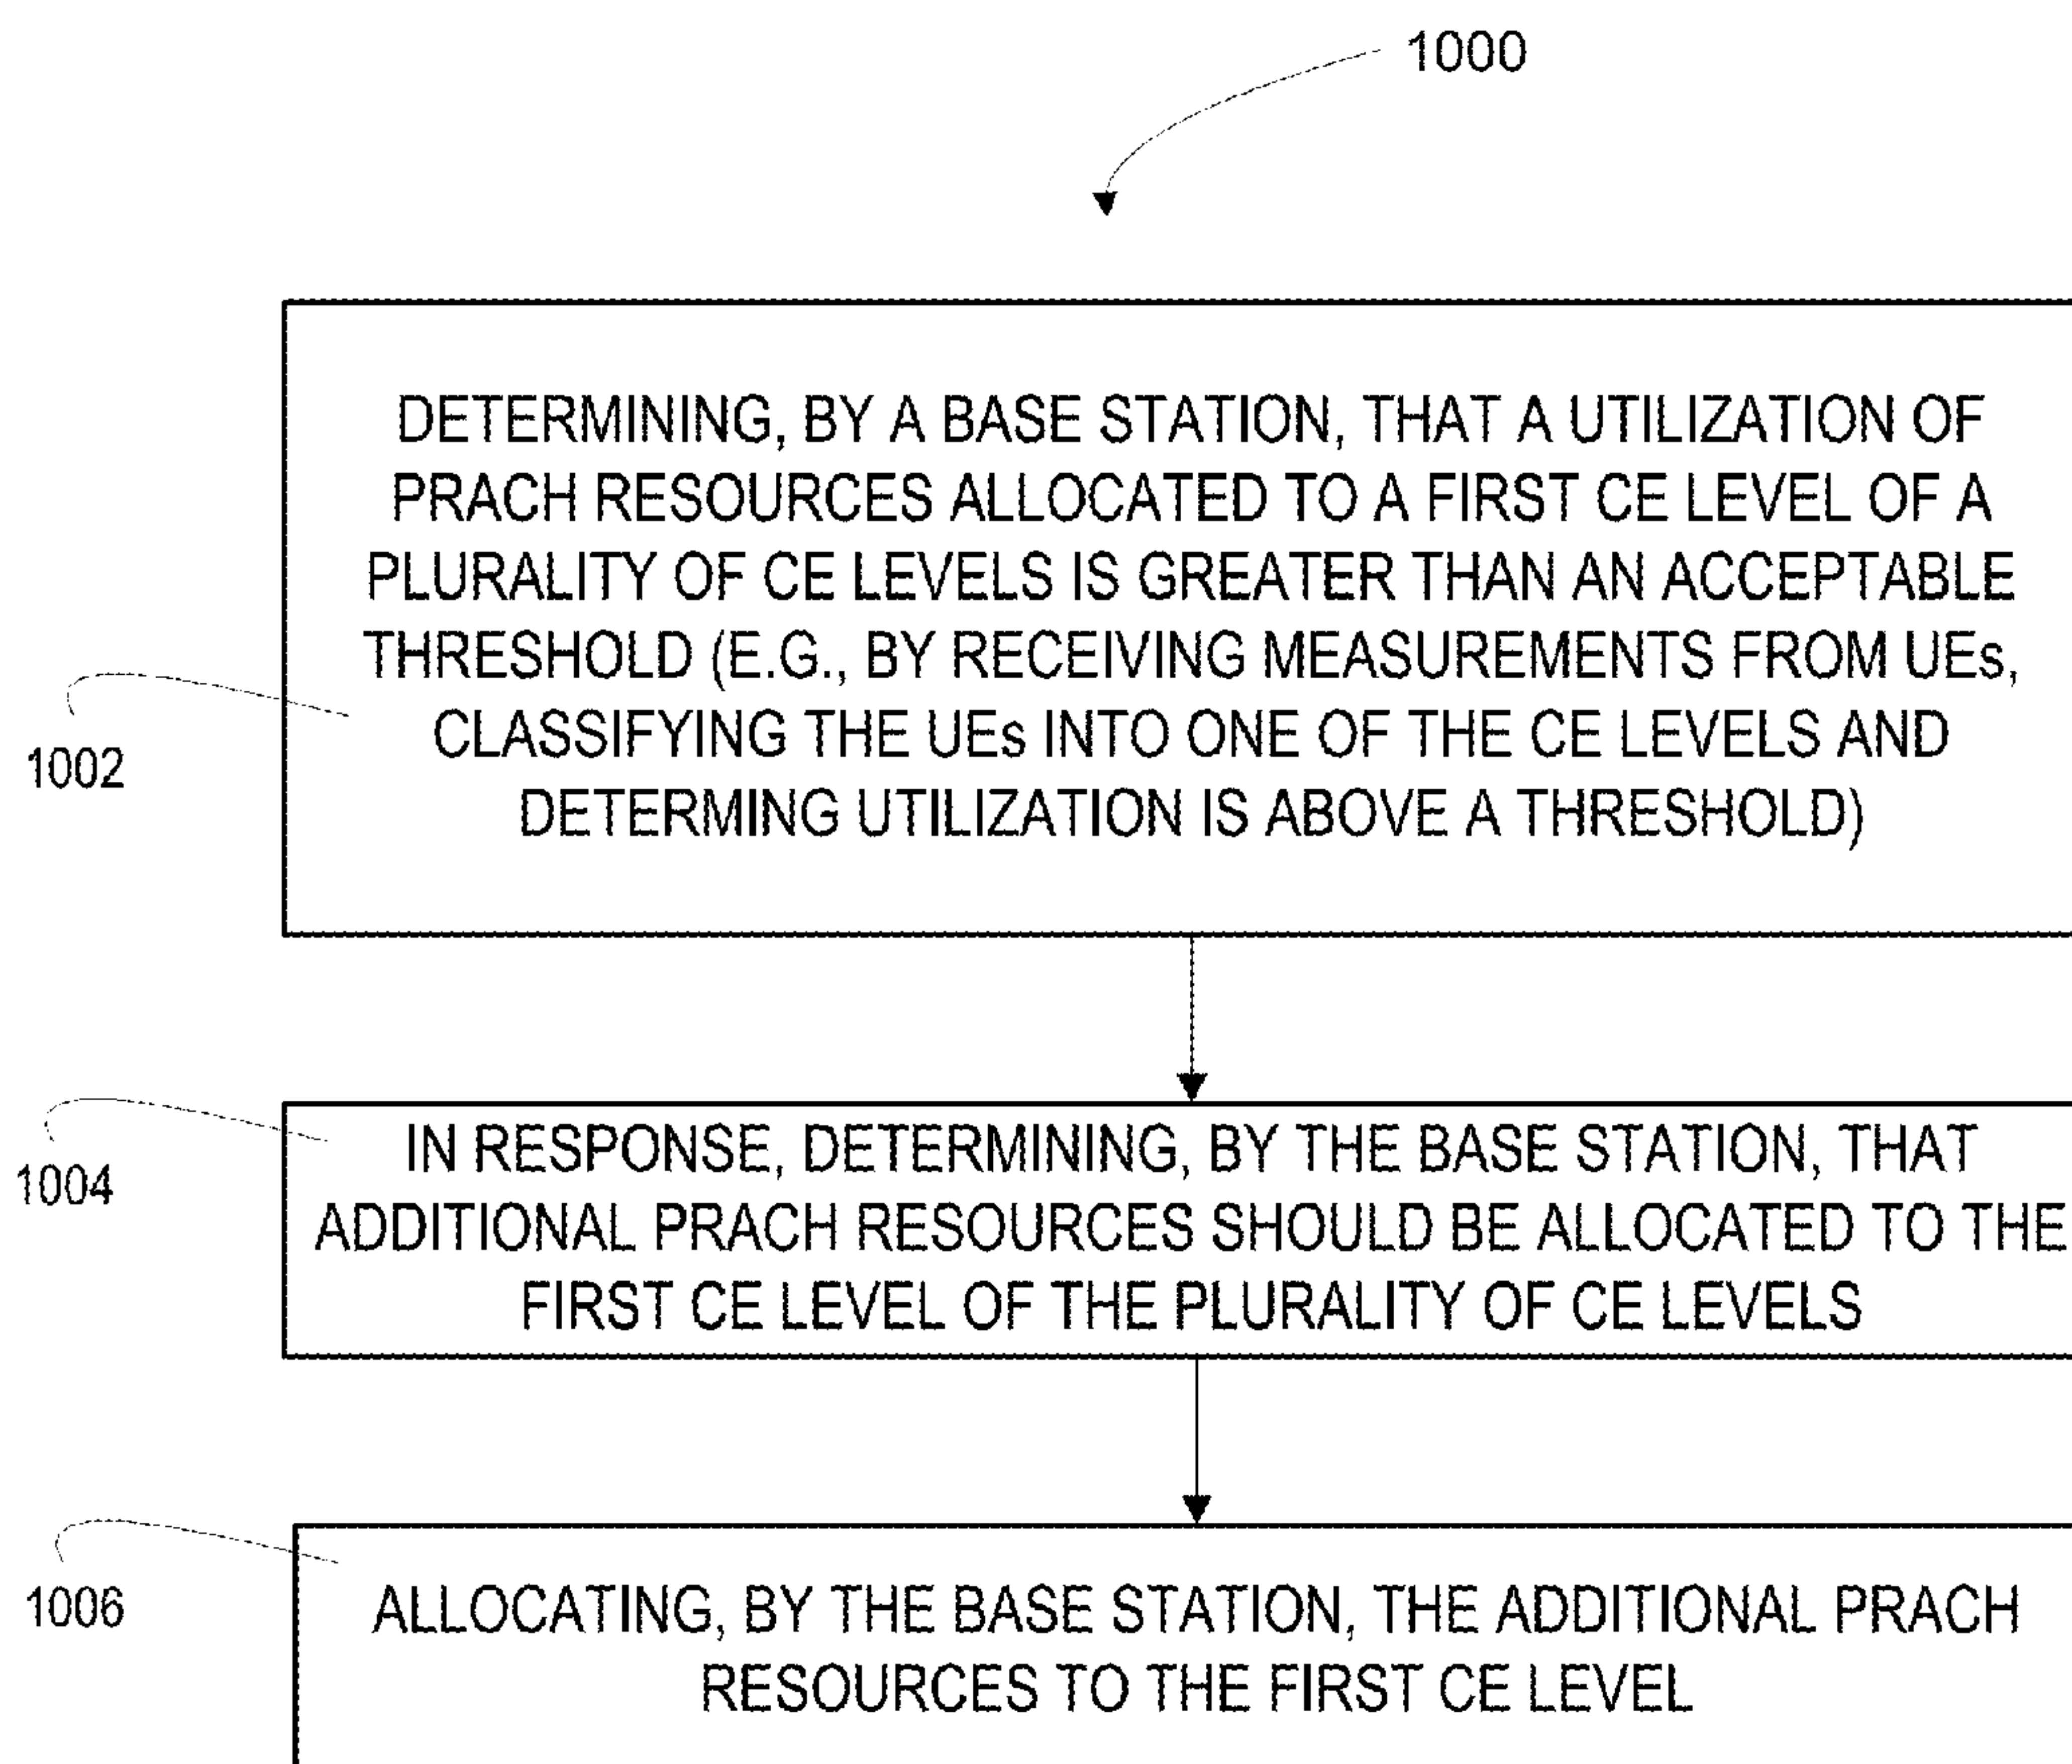 1000
DETERMINING, BY A BASE STATION, THAT A UTILIZATION OF
PRACH RESOURCES ALLOCATED TO A FIRST CE LEVEL OF A
PLURALITY OF CE LEVELS IS GREATER THAN AN ACCEPTABLE
THRESHOLD (E.G., BY RECEIVING MEASUREMENTS FROM UEs,
CLASSIFYING THE UEs INTO ONE OF THE CE LEVELS AND
DETERMING UTILIZATION IS ABOVE A THRESHOLD)
1002
IN RESPONSE, DETERMINING, BY THE BASE STATION, THAT
ADDITIONAL PRACH RESOURCES SHOULD BE ALLOCATED TO THE
FIRST CE LEVEL OF THE PLURALITY OF CE LEVELS
1004
ALLOCATING, BY THE BASE STATION, THE ADDITIONAL PRACH
RESOURCES TO THE FIRST CE LEVEL
1006